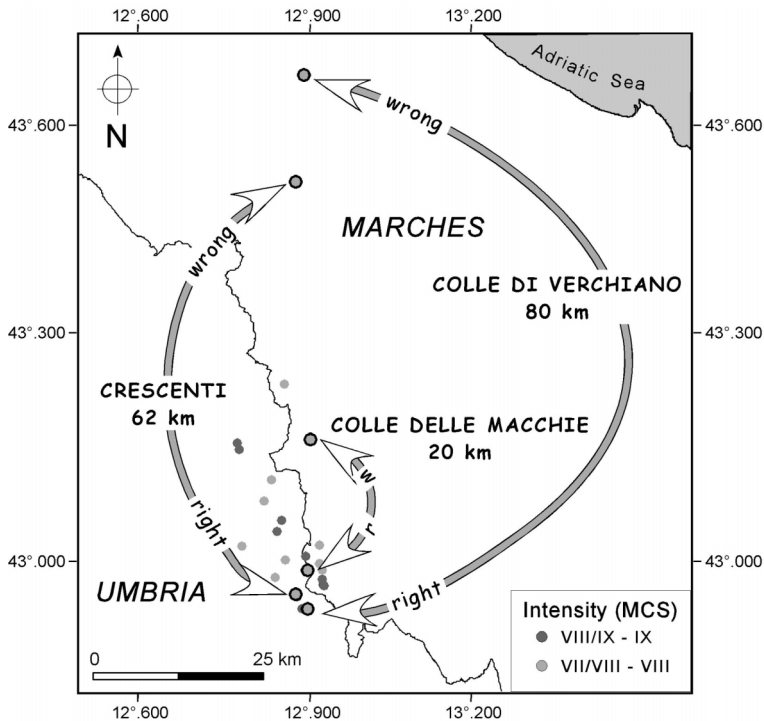 12°.600 12°.900 13°.200
Adriatic Sea
N
43°.600 43°.600
wrong
wrong
MARCHES
COLLE DI VERCHIANO
80 km
43°.300 43°.300
CRESCENTI
62 km
COLLE DELLE MACCHIE
20 km
w
r
right
43°.000 43°.000
UMBRIA
right
Intensity (MCS)
VIII/IX - IX
VII/VIII - VIII
0 25 km
12°.600 12°.900 13°.200